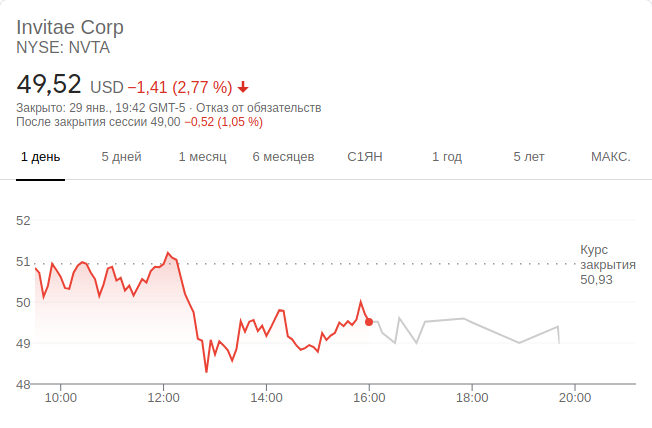 Invitae Corp
NYSE: NVTA
49,52 USD −1,41 (2,77 %)
Закрыто: 29 янв., 19:42 GMT-5 · Отказ от обязательств
После закрытия сессии 49,00 −0,52 (1,05 %)
1 день 5 дней 1 месяц 6 месяцев С1ЯН 1 год 5 лет МАКС.
52
51
50
49
48
Курс
закрытия
50,93
10:00 12:00 14:00 16:00 18:00 20:00